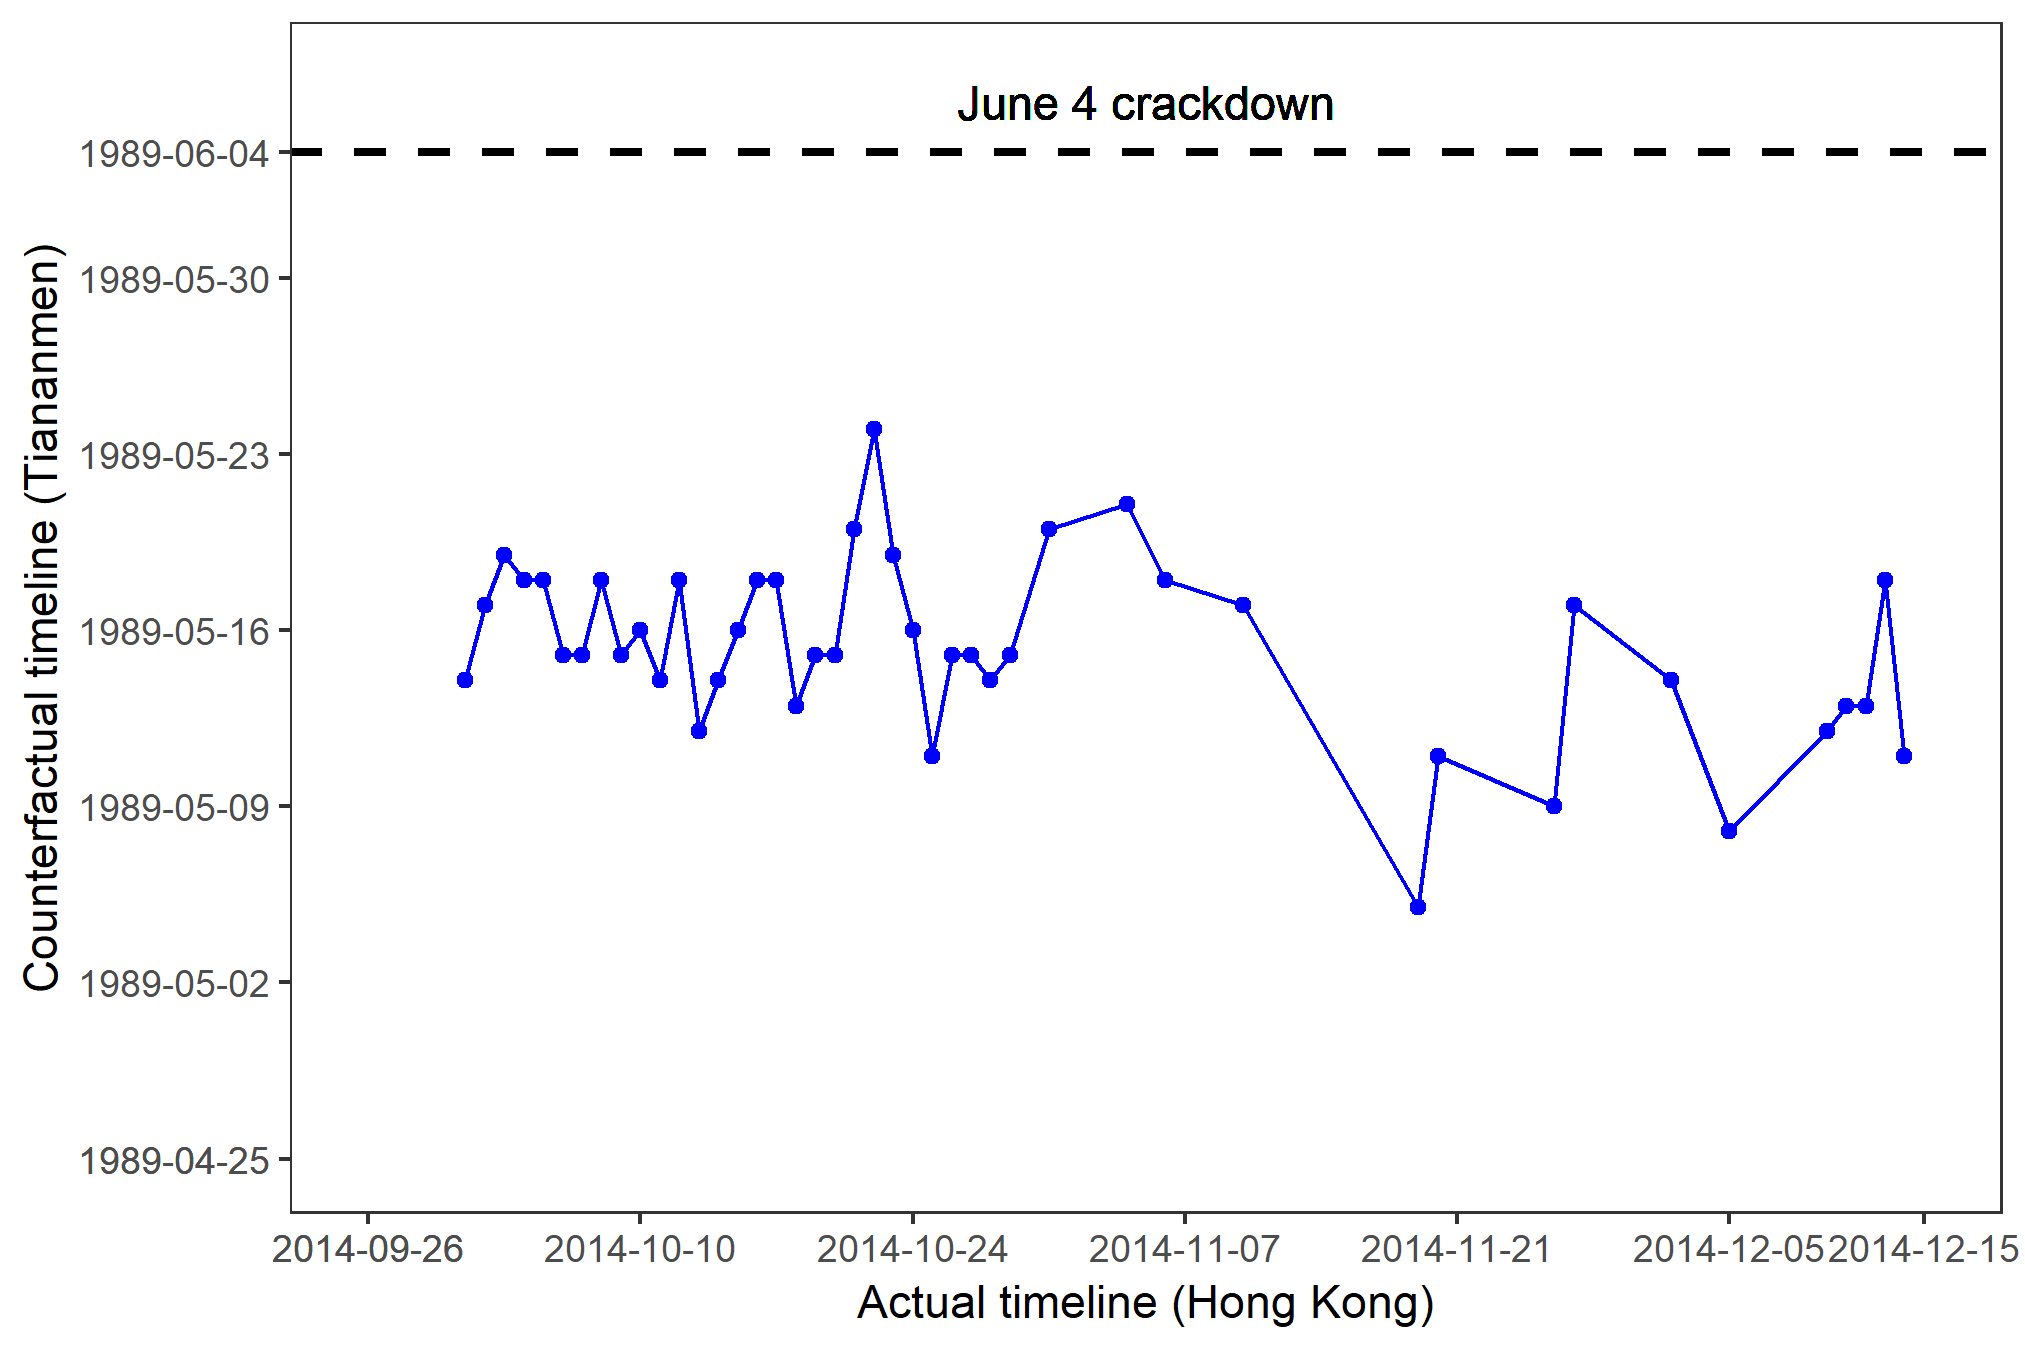 June 4 crackdown
1989-06-04
1989-05-30
1989-05-23
1989-05-16
1989-05-09
1989-05-02
1989-04-25
Counterfactual timeline (Tiananmen)
2014-09-26 2014-10-10 2014-10-24 2014-11-07 2014-11-21 2014-12-05 2014-12-15
Actual timeline (Hong Kong)